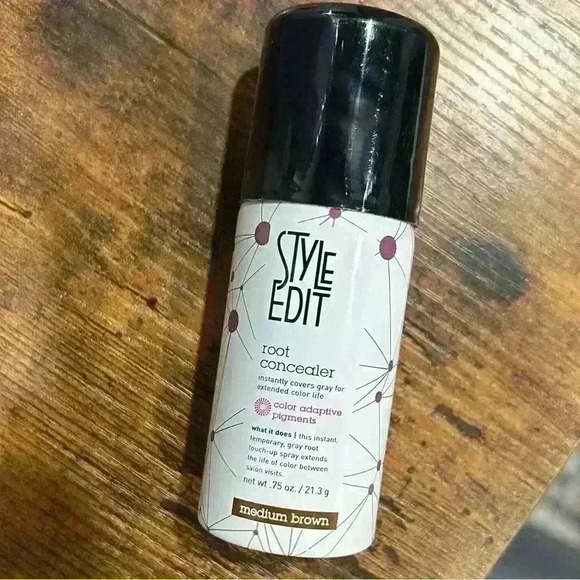 STYLE
EDIT
root
concealer
instantly covers gray for
extended color life
color adaptive
pigments
what it does | this instant,
temporary, gray root
touch-up spray extends
the life of color between
salon visits.
net wt .75 oz. / 21.3 g
medium brown